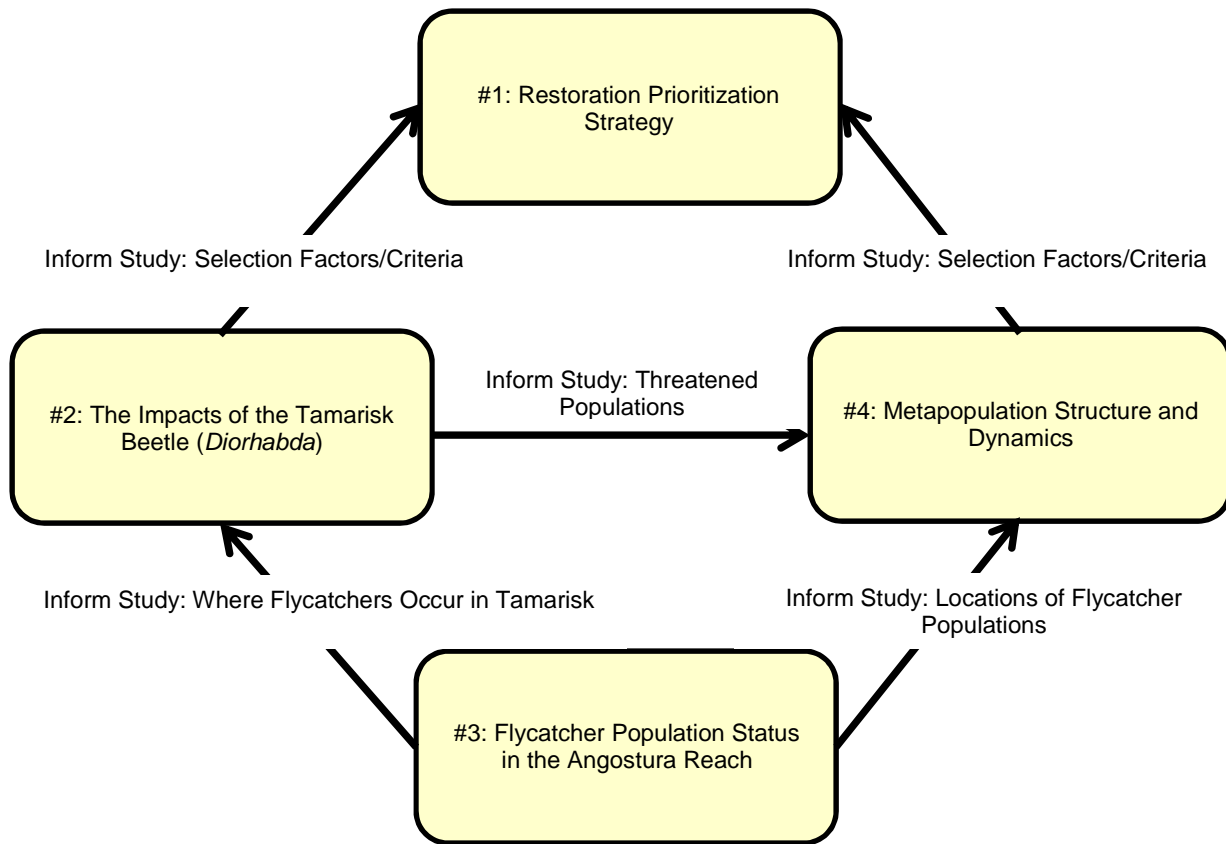 #1: Restoration Prioritization
Strategy
Inform Study: Selection Factors/Criteria
Inform Study: Selection Factors/Criteria
#2: The Impacts of the Tamarisk
Beetle (Diorhabda)
Inform Study: Threatened
Populations
#4: Metapopulation Structure and
Dynamics
Inform Study: Where Flycatchers Occur in Tamarisk
Inform Study: Locations of Flycatcher
Populations
#3: Flycatcher Population Status
in the Angostura Reach